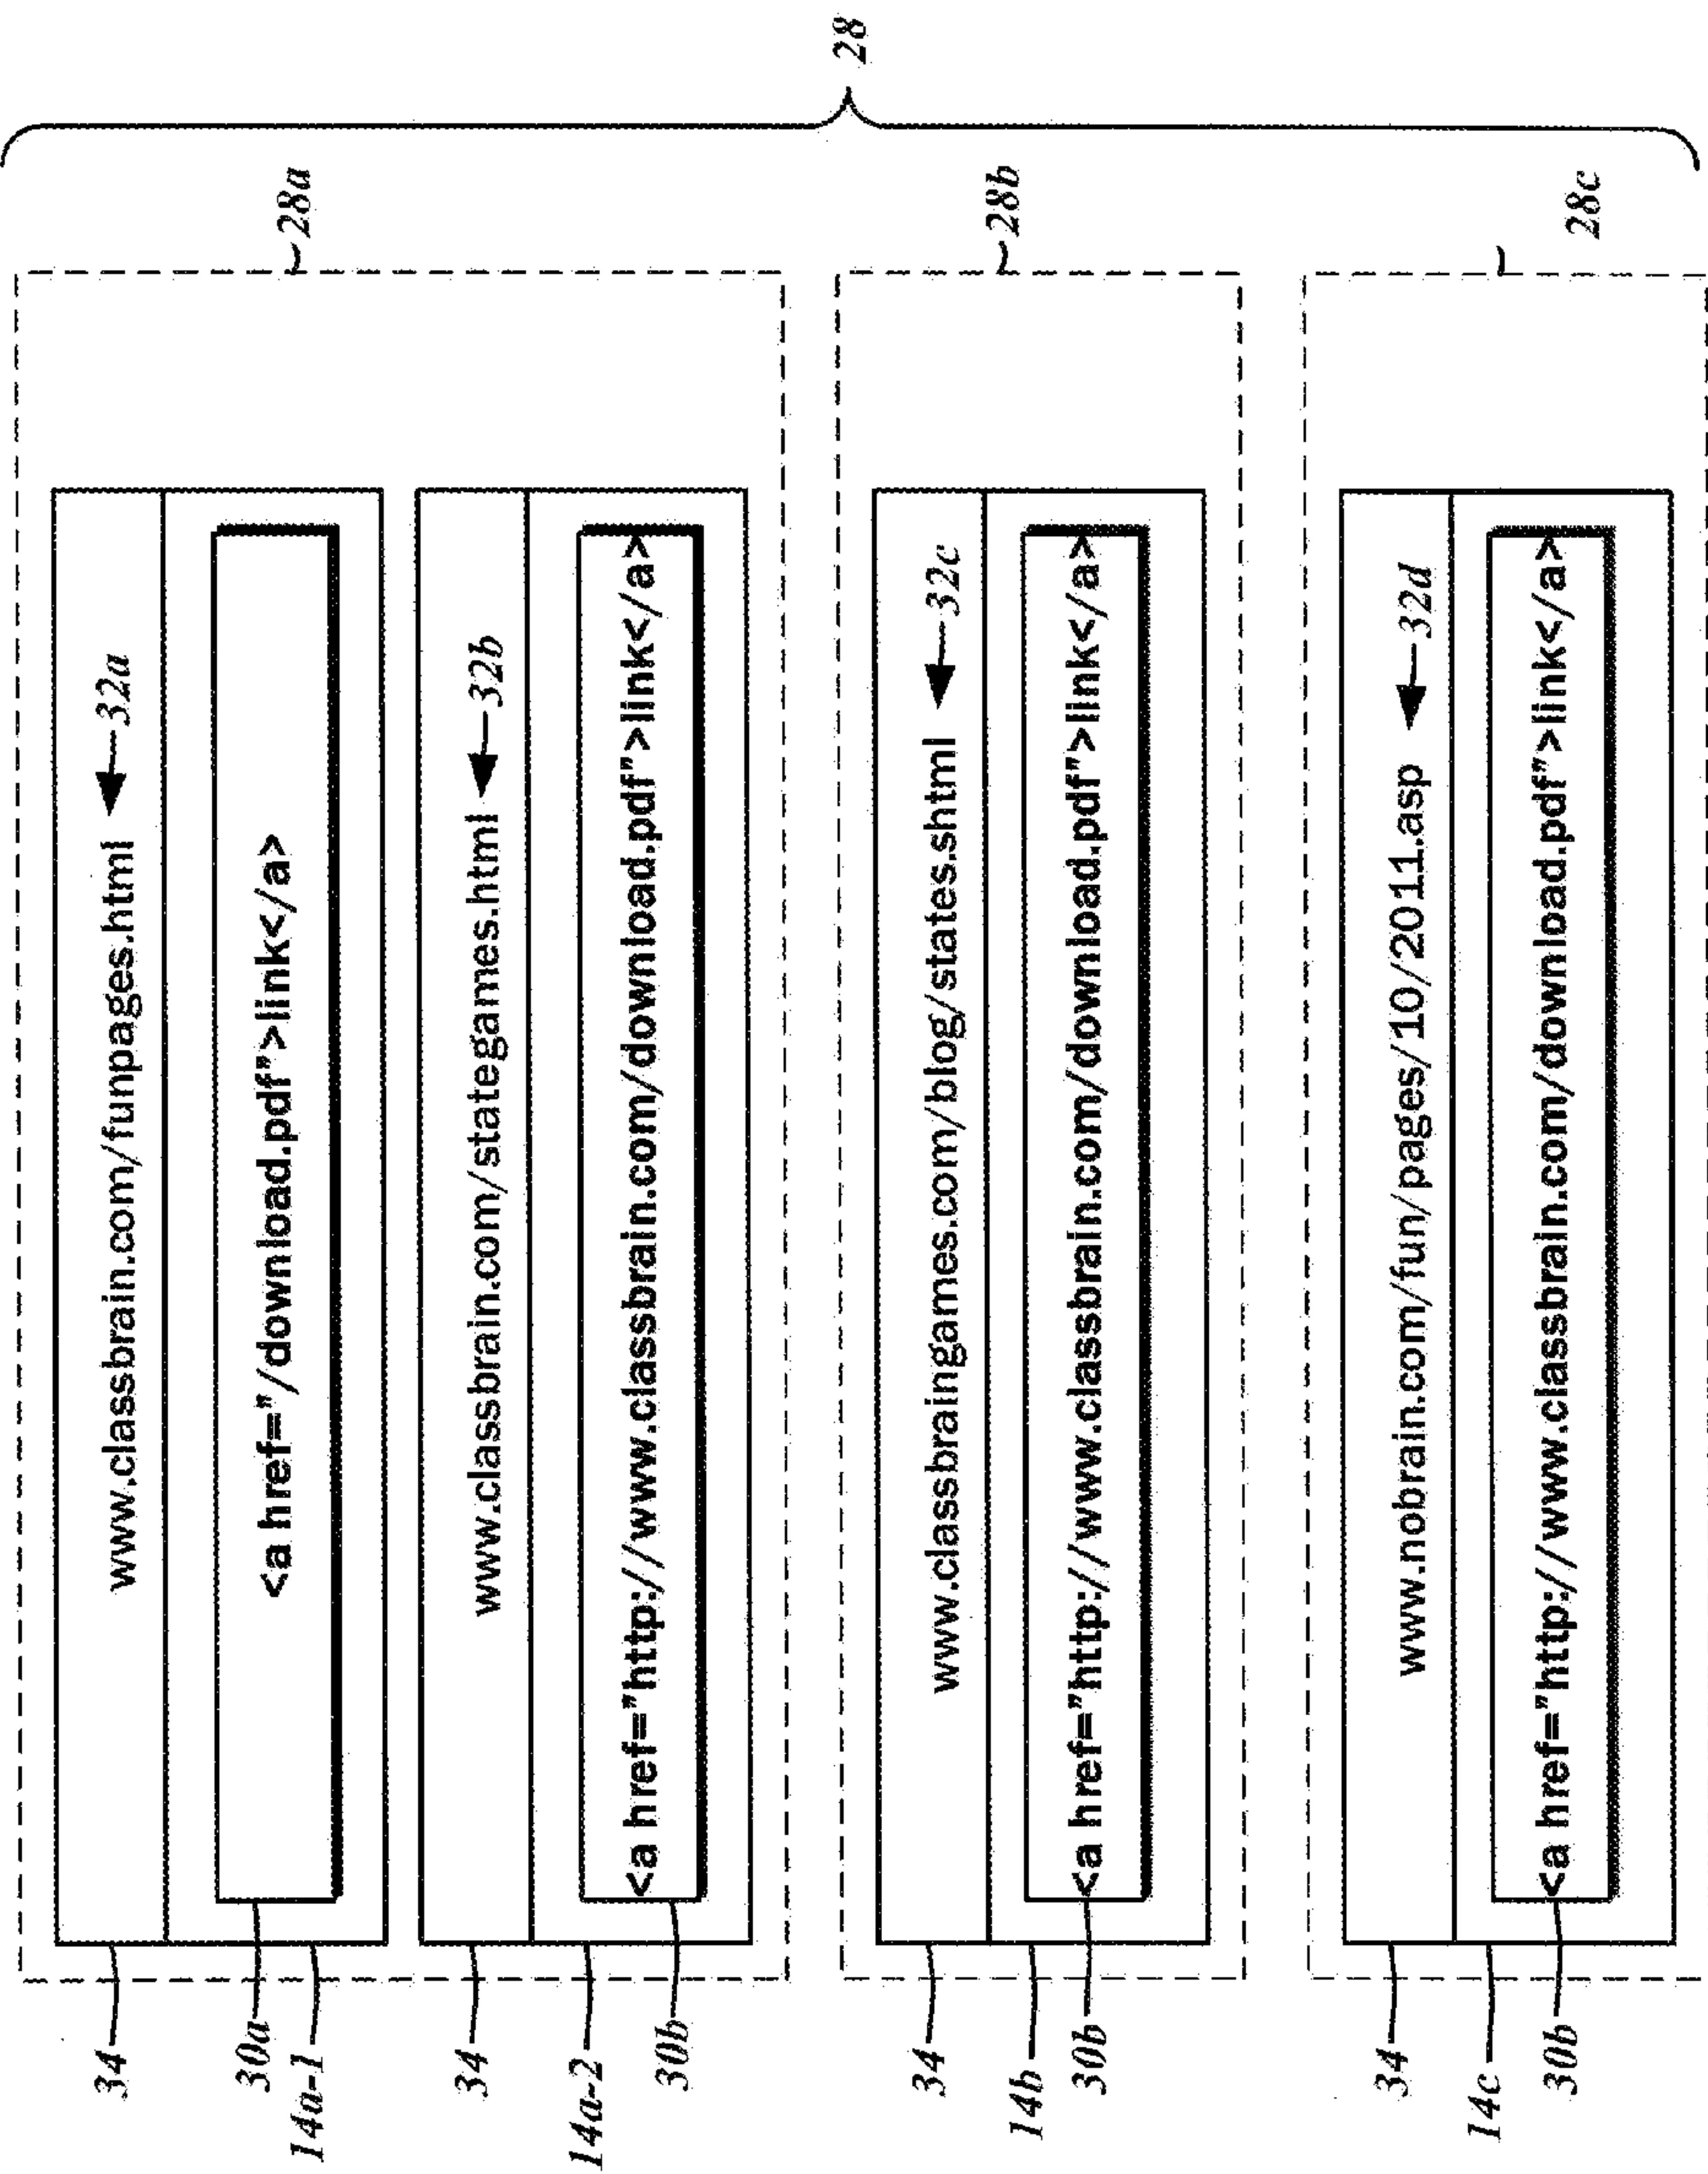 28
28a
34
www.classbrain.com/funpages.html
32a
30a
<a href="/download.pdf">link</a>
14a-1
34
www.classbrain.com/stategames.html
32b
14a-2
<a href="http://www.classbrain.com/download.pdf">link</a>
30b
28b
34
www.classbraingames.com/blog/states.shtml
32c
14b
<a href="http://www.classbrain.com/download.pdf">link</a>
30b
28c
34
www.nobrain.com/fun/pages/10/2011.asp
32d
14c
<a href="http://www.classbrain.com/download.pdf">link</a>
30b